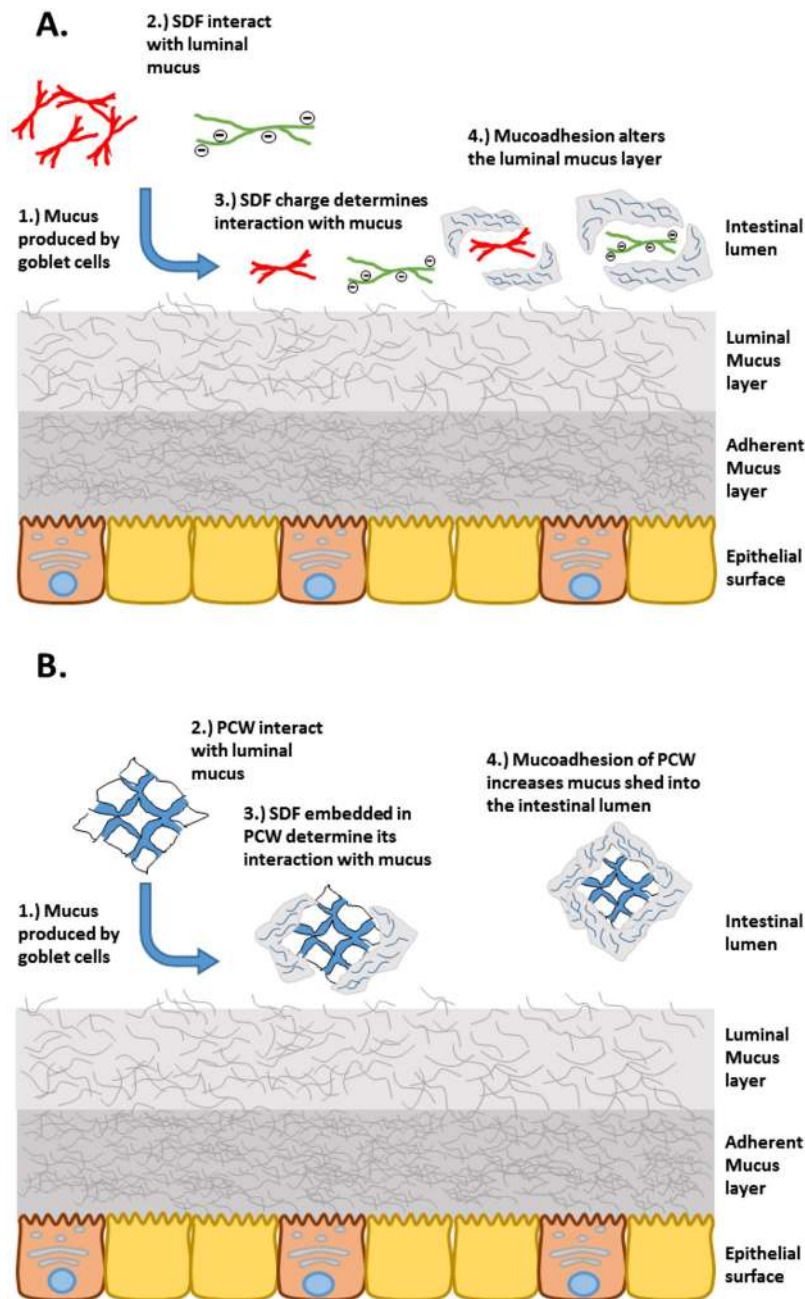 A.
2.) SDF interact
with luminal
mucus
4.) Mucoadhesion alters
the luminal mucus layer
3.) SDF charge determines
interaction with mucus
1.) Mucus
produced by
goblet cells
Intestinal
lumen
Luminal
Mucus
layer
Adherent
Mucus
layer
Epithelial
surface
B.
2.) PCW interact
with luminal
mucus
4.) Mucoadhesion of PCW
increases mucus shed into
the intestinal lumen
3.) SDF embedded in
PCW determine its
interaction with mucus
1.) Mucus
produced by
goblet cells
Intestinal
lumen
Luminal
Mucus
layer
Adherent
Mucus
layer
Epithelial
surface